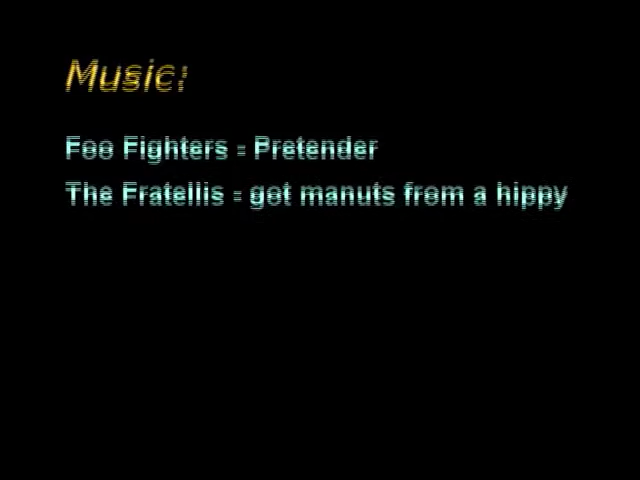 Music:
Foo Fighters - Pretender
The Fratellis - got manuts from a hippy